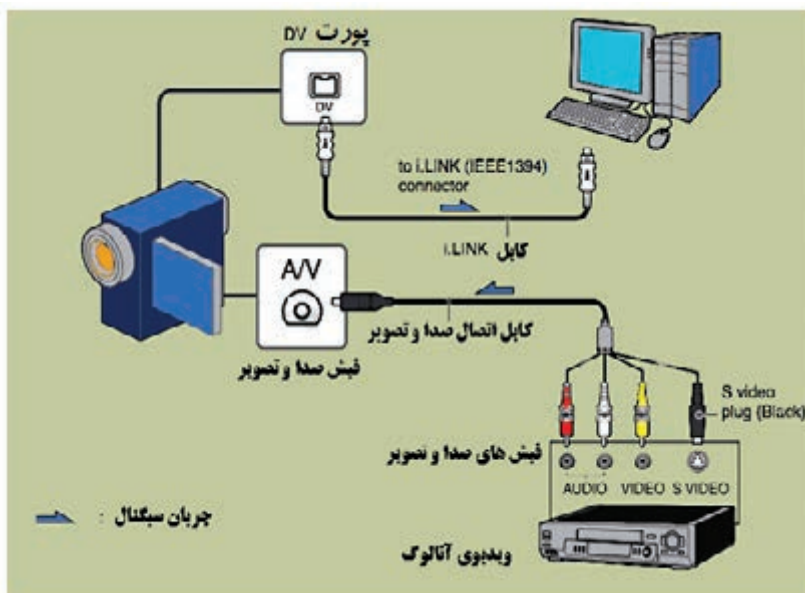 پورت DV
DV
to i.LINK (IEEE1394)
connector
کابل i.LINK
A/V
کابل اتصال صدا و تصویر
فیش صدا و تصویر
S video
plug (Black)
فیش های صدا و تصویر
AUDIO VIDEO S VIDEO
جریان سیگنال :
ویدیوی آنالوگ